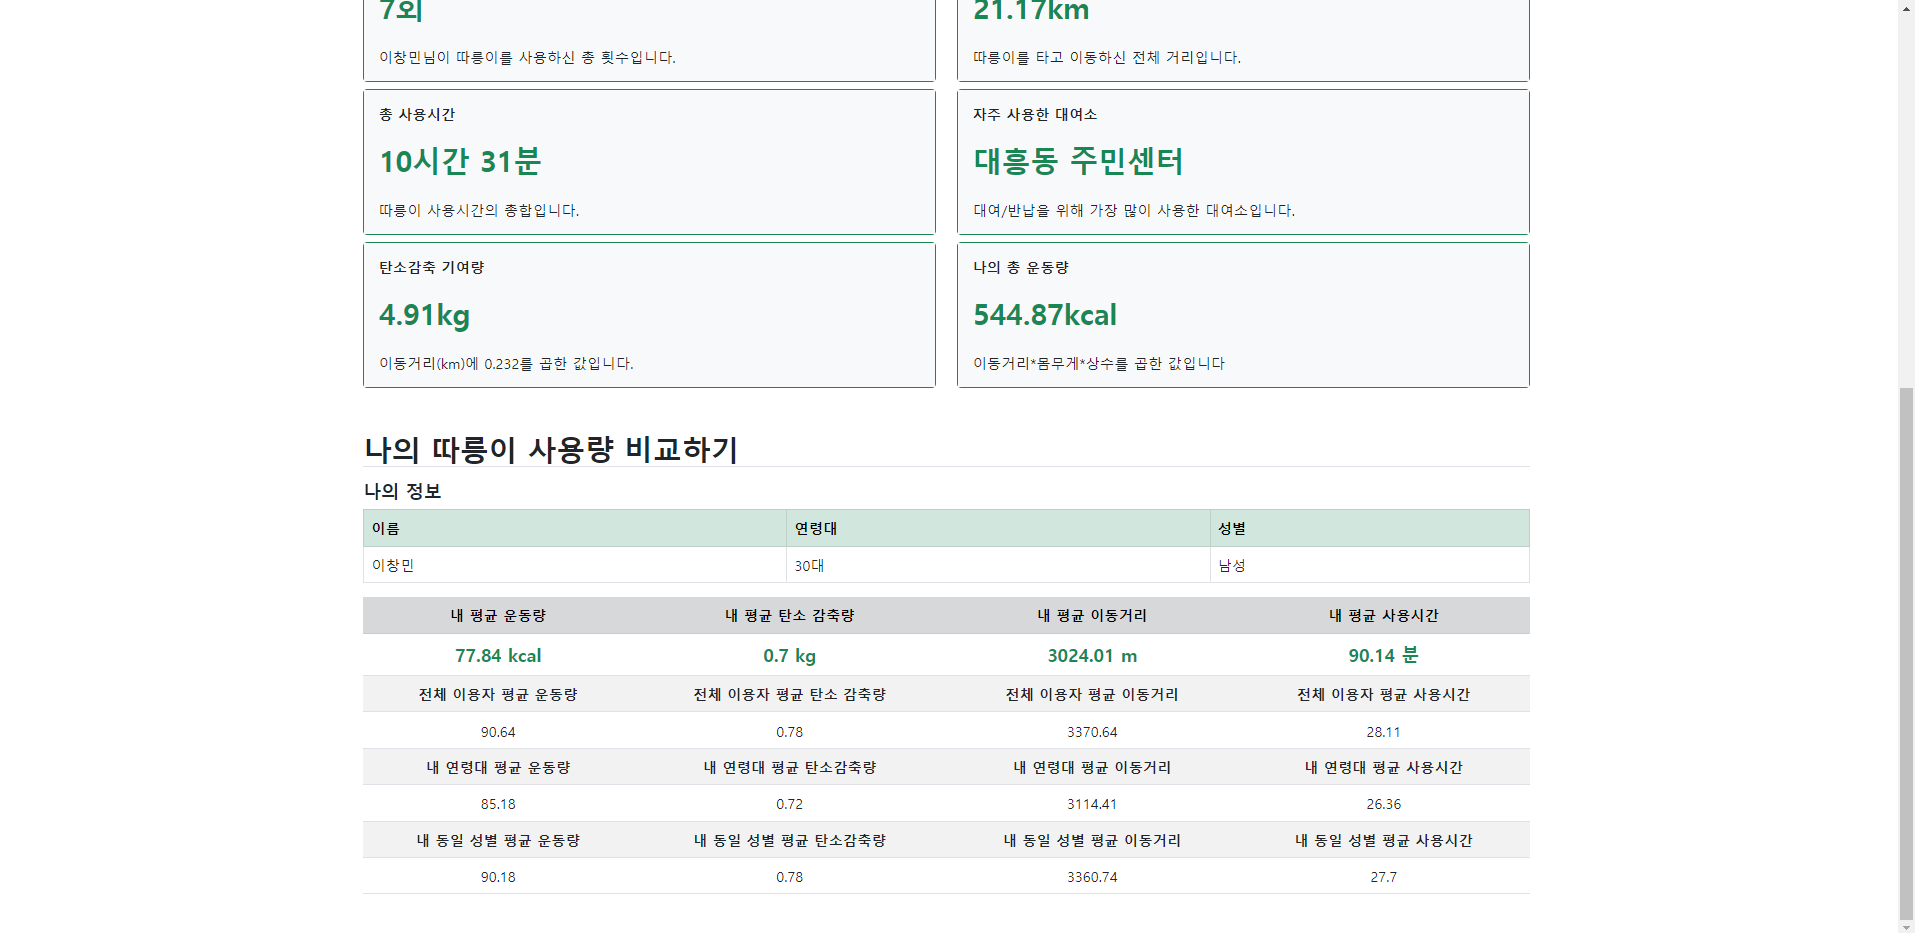 7회 21.17km
이창민님이 따릉이를 사용하신 총 횟수입니다. 따릉이를 타고 이동하신 전체 거리입니다.
총 사용시간 자주 사용한 대여소
10시간 31분 대흥동 주민센터
따릉이 사용시간의 총합입니다. 대여/반납을 위해 가장 많이 사용한 대여소입니다.
탄소감축 기여량 나의 총 운동량
4.91kg 544.87kcal
이동거리(km)에 0.232를 곱한 값입니다. 이동거리*몸무게*상수를 곱한 값입니다
나의 따릉이 사용량 비교하기
나의 정보
이름 연령대 성별
이창민 30대 남성
내 평균 운동량 내 평균 탄소 감축량 내 평균 이동거리 내 평균 사용시간
77.84 kcal 0.7 kg 3024.01 m 90.14 분
전체 이용자 평균 운동량 전체 이용자 평균 탄소 감축량 전체 이용자 평균 이동거리 전체 이용자 평균 사용시간
90.64 0.78 3370.64 28.11
내 연령대 평균 운동량 내 연령대 평균 탄소감축량 내 연령대 평균 이동거리 내 연령대 평균 사용시간
85.18 0.72 3114.41 26.36
내 동일 성별 평균 운동량 내 동일 성별 평균 탄소감축량 내 동일 성별 평균 이동거리 내 동일 성별 평균 사용시간
90.18 0.78 3360.74 27.7